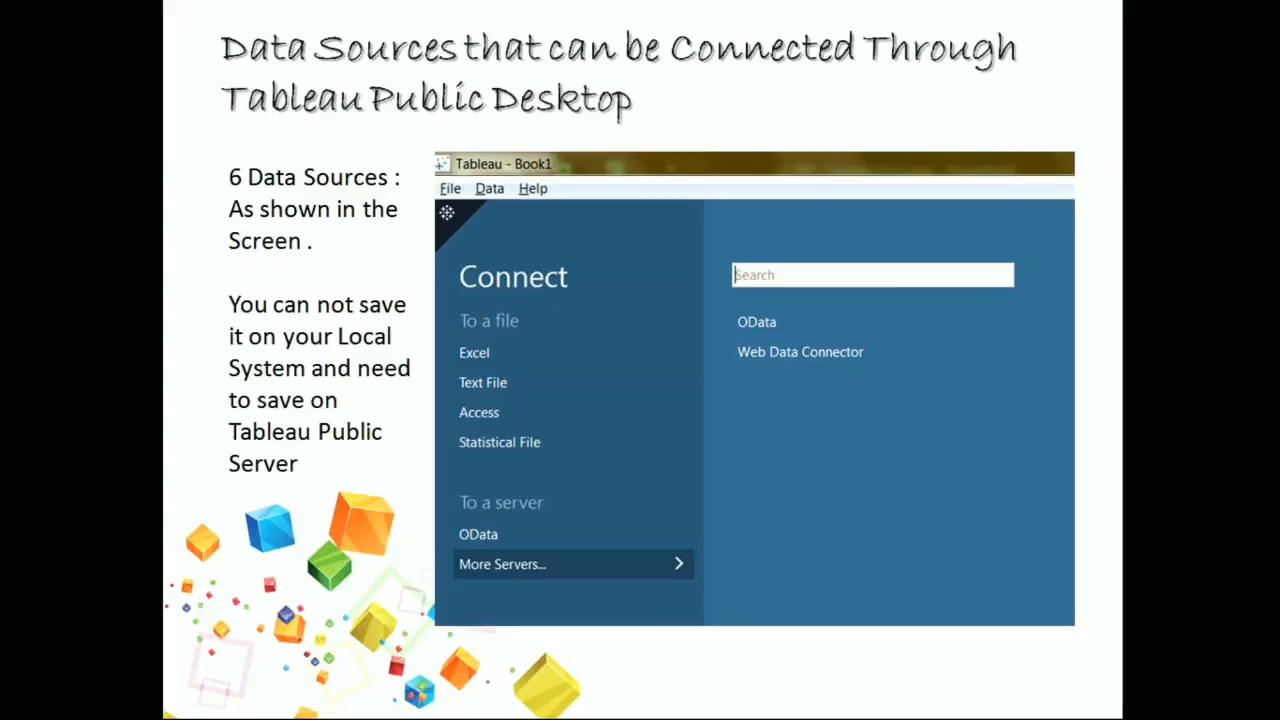 Data Sources that can be Connected Through
Tableau Public Desktop
6 Data Sources :
As shown in the
Screen .
You can not save
it on your Local
System and need
to save on
Tableau Public
Server
Tableau - Book1
File Data Help
Connect
To a file
Excel
Text File
Access
Statistical File
To a server
OData
More Servers...
Search
OData
Web Data Connector